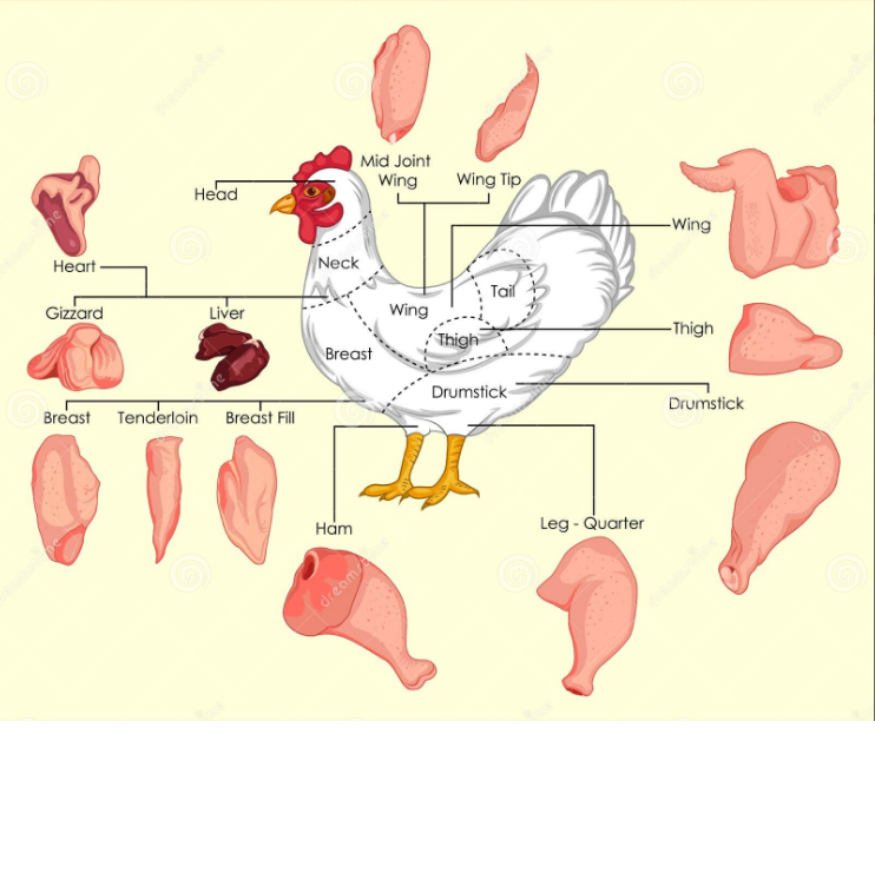 Mid Joint
Wing
Wing Tip
Head
Wing
Neck
Heart
Tail
Gizzard
Liver
Wing
Thigh
Thigh
Breast
Drumstick
Drumstick
Breast
Tenderloin
Breast Fill
Ham
Leg - Quarter
dreamstime